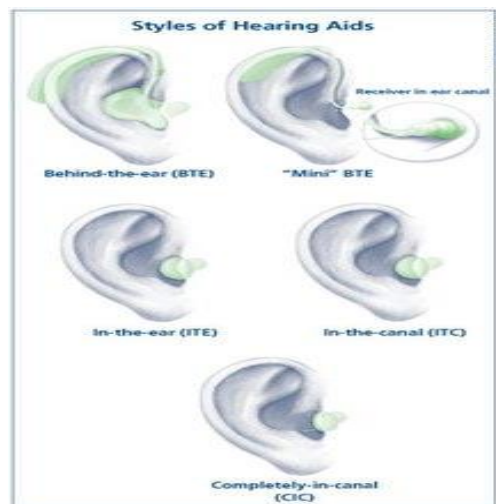 Styles of Hearing Aids
Receiver in ear canal
Behind-the-ear (BTE)
"Mini" BTE
In-the-ear (ITE)
In-the-canal (ITC)
Completely-in-canal
(CIC)